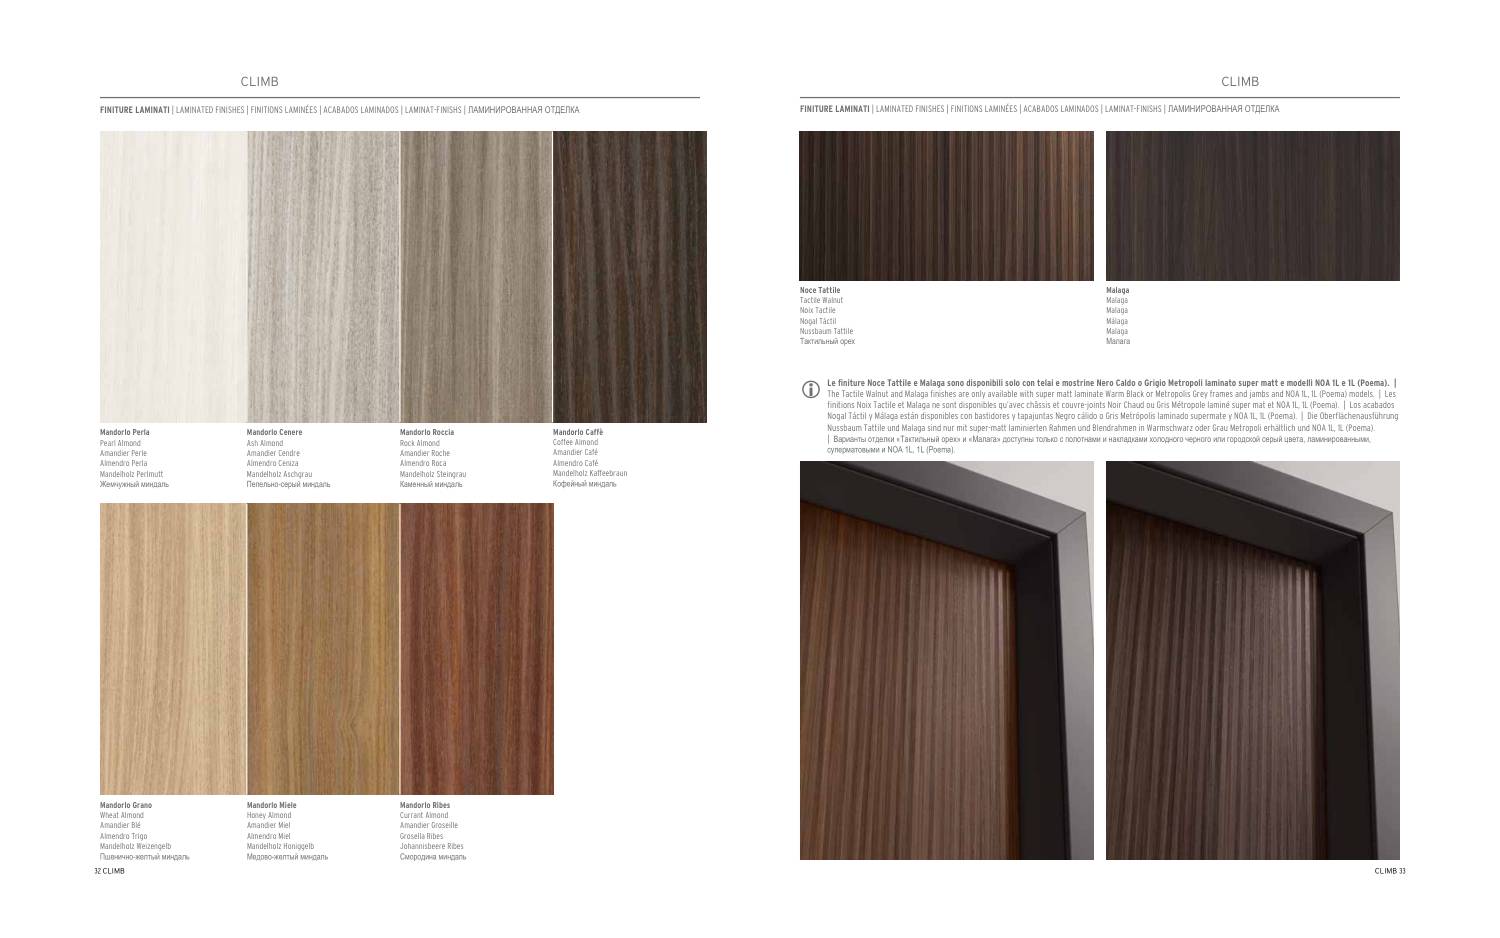 CLIMB
FINITURE LAMINATI | LAMINATED FINISHES | FINITIONS LAMINÉES | ACABADOS LAMINADOS | LAMINAT-FINISHS | ЛАМИНИРОВАННАЯ ОТДЕЛКА
Mandorlo Perla
Pearl Almond
Amandier Perle
Almendro Perla
Mandelholz Perlmutt
Жемчужный миндаль
Mandorlo Cenere
Ash Almond
Amandier Cendre
Almendro Ceniza
Mandelholz Aschgrau
Пепельно-серый миндаль
Mandorlo Roccia
Rock Almond
Amandier Roche
Almendro Roca
Mandelholz Steingrau
Каменный миндаль
Mandorlo Caffè
Coffee Almond
Amandier Café
Almendro Café
Mandelholz Kaffeebraun
Кофейный миндаль
Mandorlo Grano
Wheat Almond
Amandier Blé
Almendro Trigo
Mandelholz Weizengelb
Пшенично-желтый миндаль
Mandorlo Miele
Honey Almond
Amandier Miel
Almendro Miel
Mandelholz Honiggelb
Медово-желтый миндаль
Mandorlo Ribes
Currant Almond
Amandier Groseille
Grosella Ribes
Johannisbeere Ribes
Смородина миндаль
32 CLIMB
CLIMB
FINITURE LAMINATI | LAMINATED FINISHES | FINITIONS LAMINÉES | ACABADOS LAMINADOS | LAMINAT-FINISHS | ЛАМИНИРОВАННАЯ ОТДЕЛКА
Noce Tattile
Tactile Walnut
Noix Tactile
Nogal Táctil
Nussbaum Tattile
Тактильный орех
Malaga
Malaga
Malaga
Málaga
Malaga
Малага
Le finiture Noce Tattile e Malaga sono disponibili solo con telai e mostrine Nero Caldo o Grigio Metropoli laminato super matt e modelli NOA 1L e 1L (Poema). |
The Tactile Walnut and Malaga finishes are only available with super matt laminate Warm Black or Metropolis Grey frames and jambs and NOA 1L, 1L (Poema) models. | Les
finitions Noix Tactile et Malaga ne sont disponibles qu'avec châssis et couvre-joints Noir Chaud ou Gris Métropole laminé super mat et NOA 1L, 1L (Poema). | Los acabados
Nogal Táctil y Málaga están disponibles con bastidores y tapajuntas Negro cálido o Gris Metrópolis laminado supermate y NOA 1L, 1L (Poema). | Die Oberflächenausführung
Nussbaum Tattile und Malaga sind nur mit super-matt laminierten Rahmen und Blendrahmen in Warmschwarz oder Grau Metropoli erhältlich und NOA 1L, 1L (Poema).
| Варианты отделки «Тактильный орех» и «Малага» доступны только с полотнами и накладками холодного черного или городской серый цвета, ламинированными,
суперматовыми и NOA 1L, 1L (Poema).
CLIMB 33